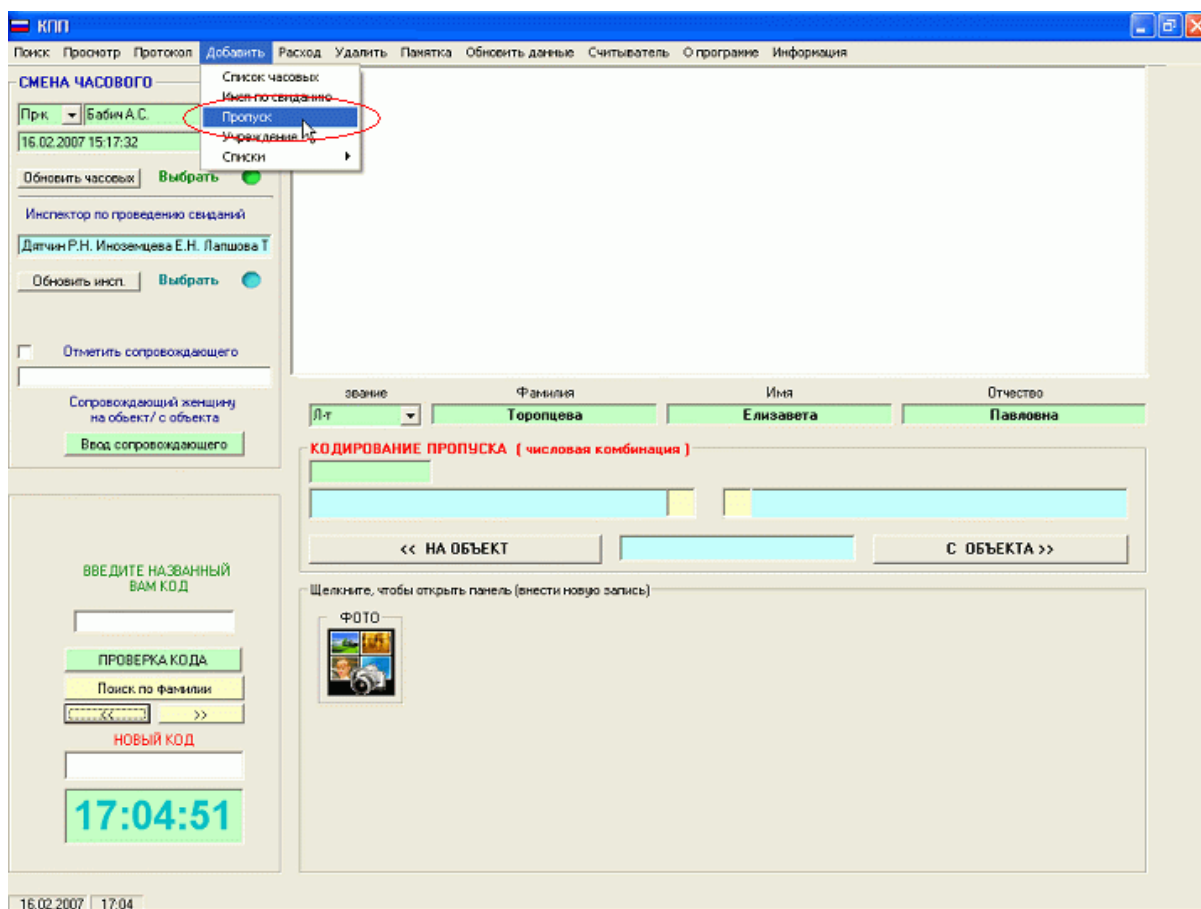 КПП
Поиск Просмотр Протокол Добавить Расход Удалить Памятка Обновить данные Считыватель О програме Информация
СМЕНА ЧАСОВОГО
Список часовых
Инсп по свиданию
Пропуск
Учреждение
Списки
Пр-к Бабич А.С.
16.02.2007 15:17:32
Обновить часовых Выбрать
Инспектор по проведению свиданий
Дятчин Р.Н. Иноземцева Е.Н. Лапшова Т
Обновить инсп. Выбрать
Отметить сопровождающего
Сопровождающий женщину
на объект/ с объекта
Ввод сопровождающего
звание Фамилия Имя Отчество
Л-т Торопцева Елизавета Павловна
КОДИРОВАНИЕ ПРОПУСКА ( числовая комбинация )
<< НА ОБЪЕКТ С ОБЪЕКТА >>
Щелкните, чтобы открыть панель (внести новую запись)
ФОТО
ВВЕДИТЕ НАЗВАННЫЙ
ВАМ КОД
ПРОВЕРКА КОДА
Поиск по фамилии
<< >>
НОВЫЙ КОД
17:04:51
16.02.2007 17:04